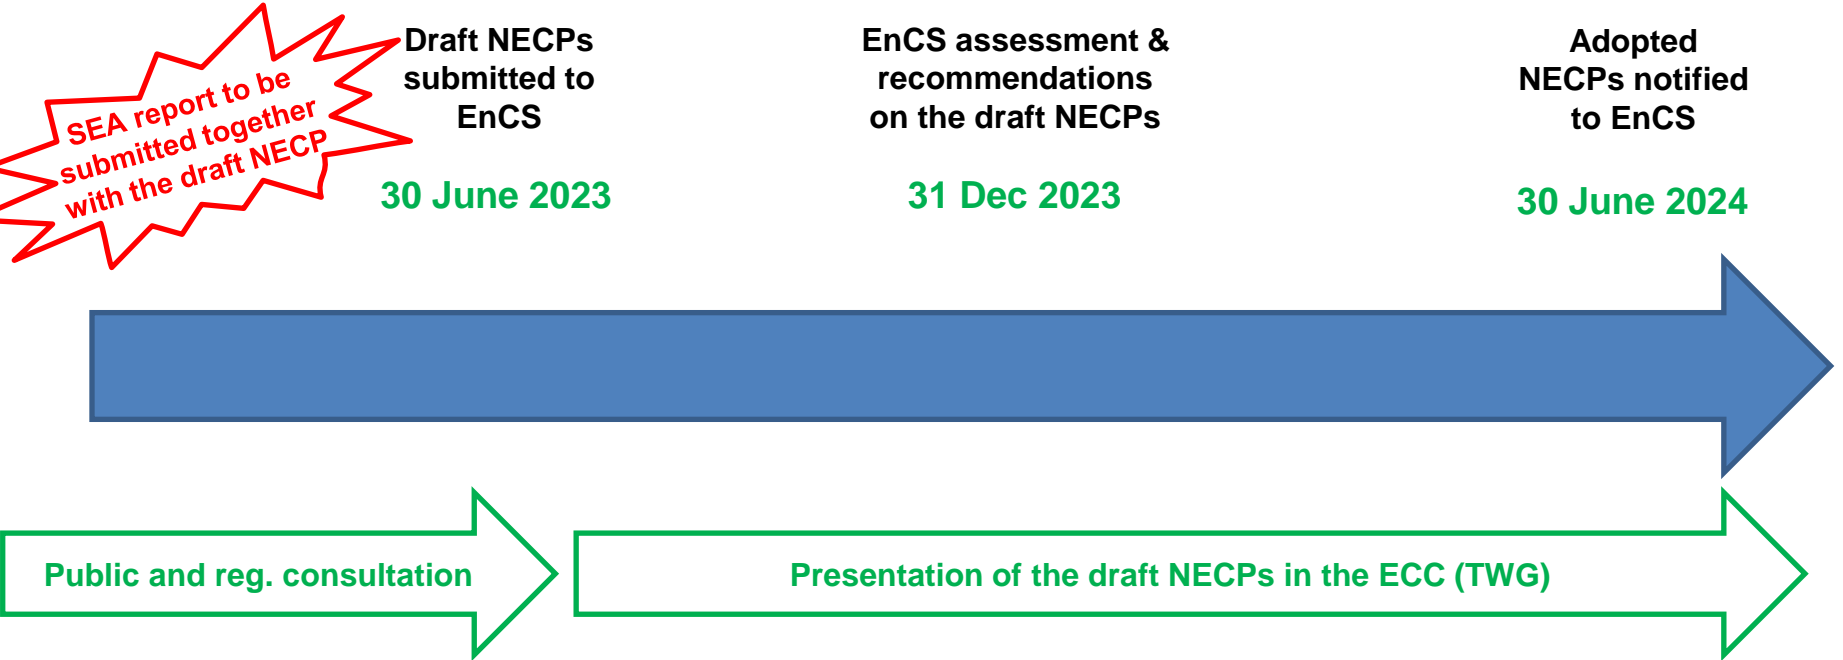 SEA report to be
submitted together
with the draft NECP
Draft NECPs
submitted to
EnCS
30 June 2023
EnCS assessment &
recommendations
on the draft NECPs
31 Dec 2023
Adopted
NECPs notified
to EnCS
30 June 2024
Public and reg. consultation
Presentation of the draft NECPs in the ECC (TWG)